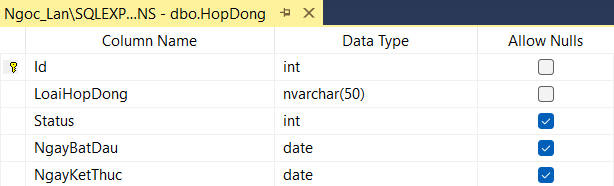 Ngoc_Lan\SQLEXP...NS - dbo.HopDong
Column Name Data Type Allow Nulls
Id int
LoaiHopDong nvarchar(50)
Status int
NgayBatDau date
NgayKetThuc date